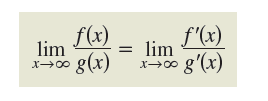 lim x→∞ f(x)/g(x) = lim x→∞ f'(x)/g'(x)